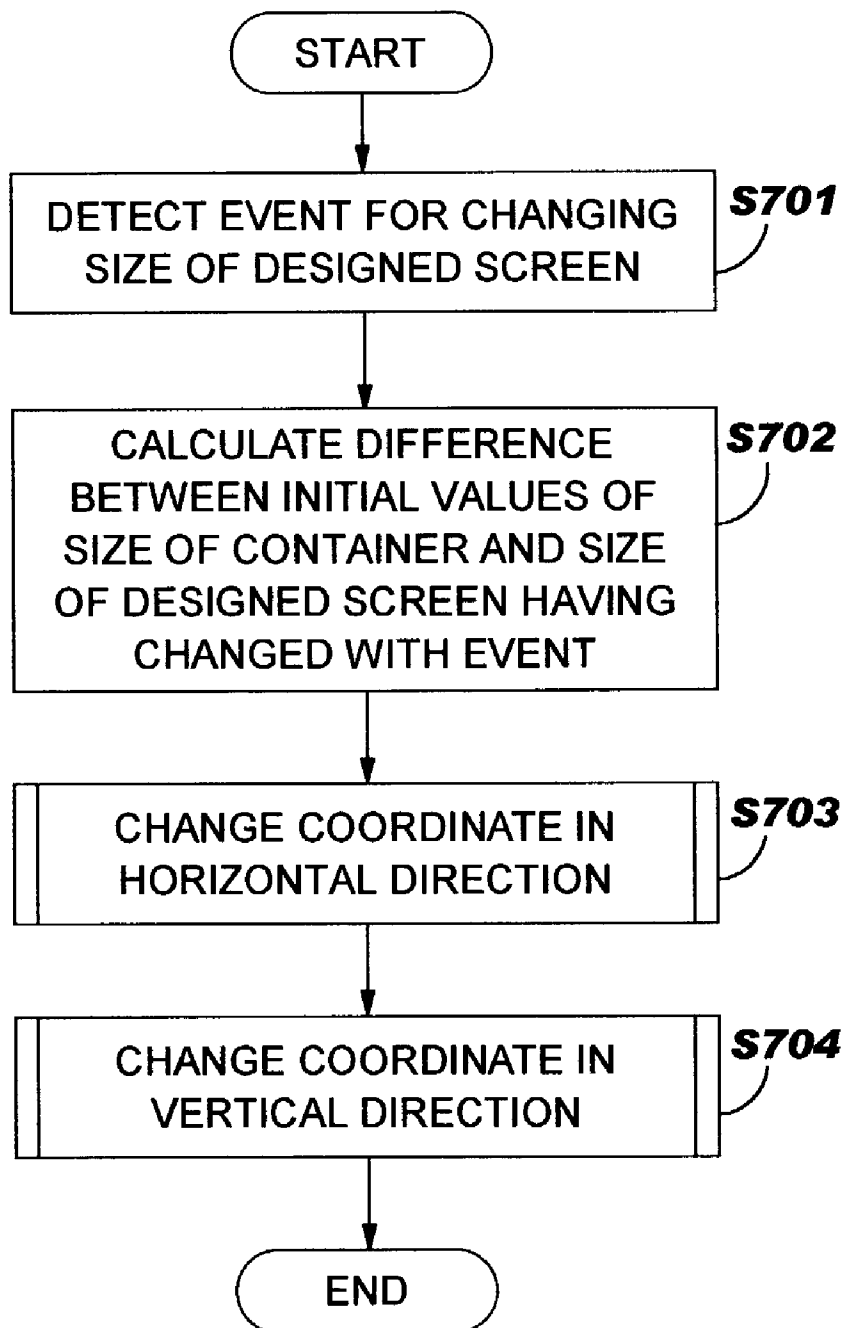 START
S701
DETECT EVENT FOR CHANGING
SIZE OF DESIGNED SCREEN
S702
CALCULATE DIFFERENCE
BETWEEN INITIAL VALUES OF
SIZE OF CONTAINER AND SIZE
OF DESIGNED SCREEN HAVING
CHANGED WITH EVENT
S703
CHANGE COORDINATE IN
HORIZONTAL DIRECTION
S704
CHANGE COORDINATE IN
VERTICAL DIRECTION
END